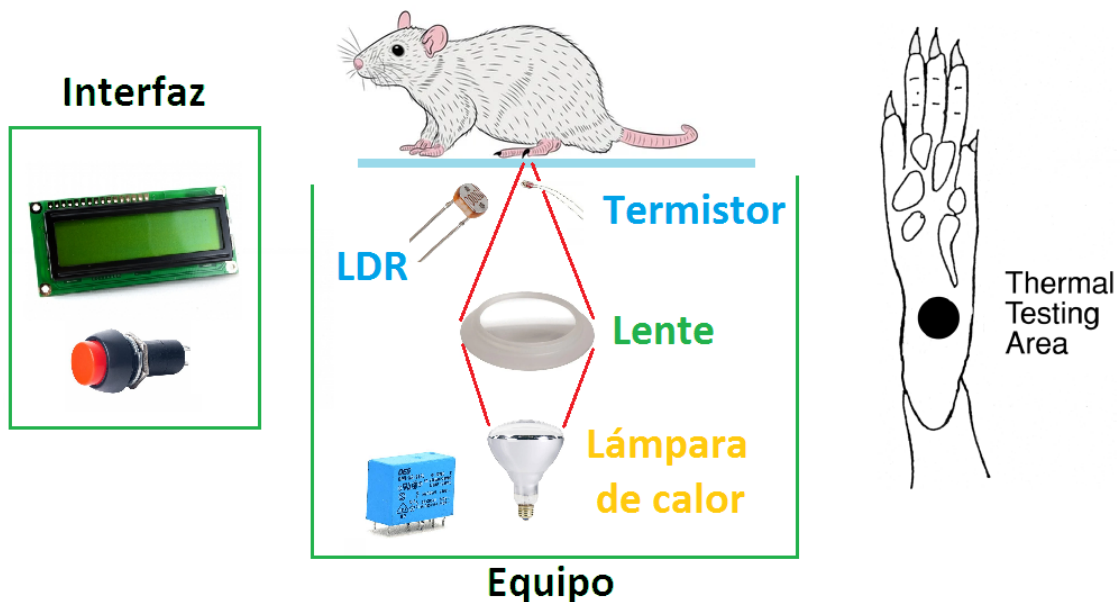 Interfaz
Termistor
LDR
Lente
Lámpara
de calor
Equipo
Thermal
Testing
Area